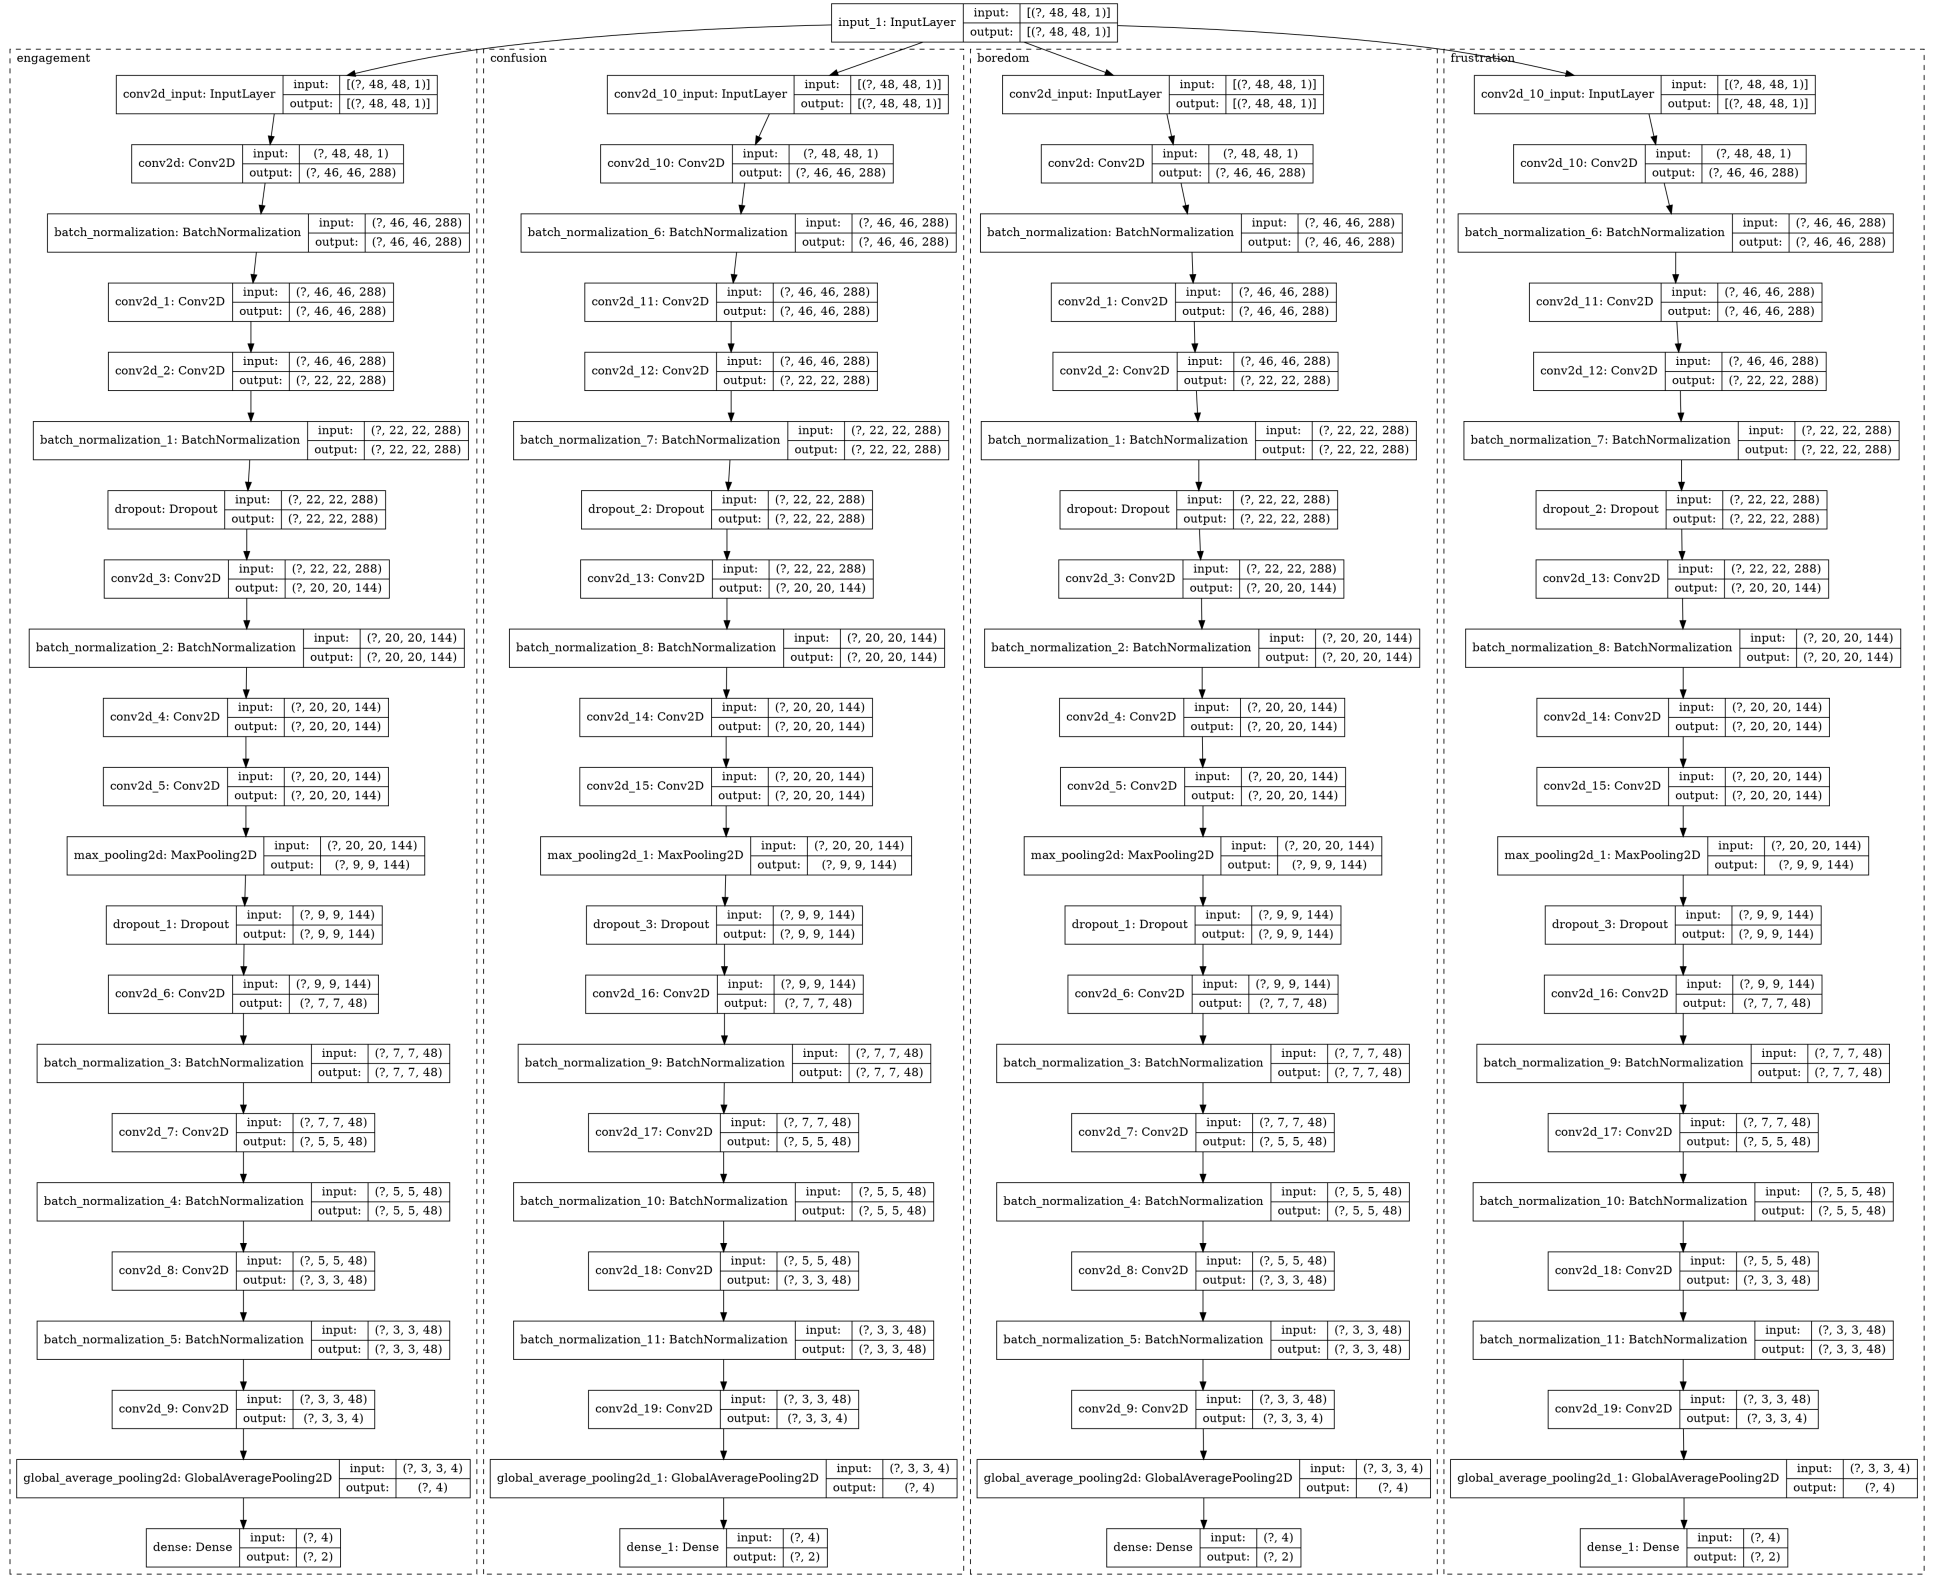 input_1: InputLayer
input: [(?, 48, 48, 1)]
output: [(?, 48, 48, 1)]
engagement
conv2d_input: InputLayer
input: [(?, 48, 48, 1)]
output: [(?, 48, 48, 1)]
conv2d: Conv2D
input: (?, 48, 48, 1)
output: (?, 46, 46, 288)
batch_normalization: BatchNormalization
input: (?, 46, 46, 288)
output: (?, 46, 46, 288)
conv2d_1: Conv2D
input: (?, 46, 46, 288)
output: (?, 46, 46, 288)
conv2d_2: Conv2D
input: (?, 46, 46, 288)
output: (?, 22, 22, 288)
batch_normalization_1: BatchNormalization
input: (?, 22, 22, 288)
output: (?, 22, 22, 288)
dropout: Dropout
input: (?, 22, 22, 288)
output: (?, 22, 22, 288)
conv2d_3: Conv2D
input: (?, 22, 22, 288)
output: (?, 20, 20, 144)
batch_normalization_2: BatchNormalization
input: (?, 20, 20, 144)
output: (?, 20, 20, 144)
conv2d_4: Conv2D
input: (?, 20, 20, 144)
output: (?, 20, 20, 144)
conv2d_5: Conv2D
input: (?, 20, 20, 144)
output: (?, 20, 20, 144)
max_pooling2d: MaxPooling2D
input: (?, 20, 20, 144)
output: (?, 9, 9, 144)
dropout_1: Dropout
input: (?, 9, 9, 144)
output: (?, 9, 9, 144)
conv2d_6: Conv2D
input: (?, 9, 9, 144)
output: (?, 7, 7, 48)
batch_normalization_3: BatchNormalization
input: (?, 7, 7, 48)
output: (?, 7, 7, 48)
conv2d_7: Conv2D
input: (?, 7, 7, 48)
output: (?, 5, 5, 48)
batch_normalization_4: BatchNormalization
input: (?, 5, 5, 48)
output: (?, 5, 5, 48)
conv2d_8: Conv2D
input: (?, 5, 5, 48)
output: (?, 3, 3, 48)
batch_normalization_5: BatchNormalization
input: (?, 3, 3, 48)
output: (?, 3, 3, 48)
conv2d_9: Conv2D
input: (?, 3, 3, 48)
output: (?, 3, 3, 4)
global_average_pooling2d: GlobalAveragePooling2D
input: (?, 3, 3, 4)
output: (?, 4)
dense: Dense
input: (?, 4)
output: (?, 2)
confusion
conv2d_10_input: InputLayer
input: [(?, 48, 48, 1)]
output: [(?, 48, 48, 1)]
conv2d_10: Conv2D
input: (?, 48, 48, 1)
output: (?, 46, 46, 288)
batch_normalization_6: BatchNormalization
input: (?, 46, 46, 288)
output: (?, 46, 46, 288)
conv2d_11: Conv2D
input: (?, 46, 46, 288)
output: (?, 46, 46, 288)
conv2d_12: Conv2D
input: (?, 46, 46, 288)
output: (?, 22, 22, 288)
batch_normalization_7: BatchNormalization
input: (?, 22, 22, 288)
output: (?, 22, 22, 288)
dropout_2: Dropout
input: (?, 22, 22, 288)
output: (?, 22, 22, 288)
conv2d_13: Conv2D
input: (?, 22, 22, 288)
output: (?, 20, 20, 144)
batch_normalization_8: BatchNormalization
input: (?, 20, 20, 144)
output: (?, 20, 20, 144)
conv2d_14: Conv2D
input: (?, 20, 20, 144)
output: (?, 20, 20, 144)
conv2d_15: Conv2D
input: (?, 20, 20, 144)
output: (?, 20, 20, 144)
max_pooling2d_1: MaxPooling2D
input: (?, 20, 20, 144)
output: (?, 9, 9, 144)
dropout_3: Dropout
input: (?, 9, 9, 144)
output: (?, 9, 9, 144)
conv2d_16: Conv2D
input: (?, 9, 9, 144)
output: (?, 7, 7, 48)
batch_normalization_9: BatchNormalization
input: (?, 7, 7, 48)
output: (?, 7, 7, 48)
conv2d_17: Conv2D
input: (?, 7, 7, 48)
output: (?, 5, 5, 48)
batch_normalization_10: BatchNormalization
input: (?, 5, 5, 48)
output: (?, 5, 5, 48)
conv2d_18: Conv2D
input: (?, 5, 5, 48)
output: (?, 3, 3, 48)
batch_normalization_11: BatchNormalization
input: (?, 3, 3, 48)
output: (?, 3, 3, 48)
conv2d_19: Conv2D
input: (?, 3, 3, 48)
output: (?, 3, 3, 4)
global_average_pooling2d_1: GlobalAveragePooling2D
input: (?, 3, 3, 4)
output: (?, 4)
dense_1: Dense
input: (?, 4)
output: (?, 2)
boredom
conv2d_input: InputLayer
input: [(?, 48, 48, 1)]
output: [(?, 48, 48, 1)]
conv2d: Conv2D
input: (?, 48, 48, 1)
output: (?, 46, 46, 288)
batch_normalization: BatchNormalization
input: (?, 46, 46, 288)
output: (?, 46, 46, 288)
conv2d_1: Conv2D
input: (?, 46, 46, 288)
output: (?, 46, 46, 288)
conv2d_2: Conv2D
input: (?, 46, 46, 288)
output: (?, 22, 22, 288)
batch_normalization_1: BatchNormalization
input: (?, 22, 22, 288)
output: (?, 22, 22, 288)
dropout: Dropout
input: (?, 22, 22, 288)
output: (?, 22, 22, 288)
conv2d_3: Conv2D
input: (?, 22, 22, 288)
output: (?, 20, 20, 144)
batch_normalization_2: BatchNormalization
input: (?, 20, 20, 144)
output: (?, 20, 20, 144)
conv2d_4: Conv2D
input: (?, 20, 20, 144)
output: (?, 20, 20, 144)
conv2d_5: Conv2D
input: (?, 20, 20, 144)
output: (?, 20, 20, 144)
max_pooling2d: MaxPooling2D
input: (?, 20, 20, 144)
output: (?, 9, 9, 144)
dropout_1: Dropout
input: (?, 9, 9, 144)
output: (?, 9, 9, 144)
conv2d_6: Conv2D
input: (?, 9, 9, 144)
output: (?, 7, 7, 48)
batch_normalization_3: BatchNormalization
input: (?, 7, 7, 48)
output: (?, 7, 7, 48)
conv2d_7: Conv2D
input: (?, 7, 7, 48)
output: (?, 5, 5, 48)
batch_normalization_4: BatchNormalization
input: (?, 5, 5, 48)
output: (?, 5, 5, 48)
conv2d_8: Conv2D
input: (?, 5, 5, 48)
output: (?, 3, 3, 48)
batch_normalization_5: BatchNormalization
input: (?, 3, 3, 48)
output: (?, 3, 3, 48)
conv2d_9: Conv2D
input: (?, 3, 3, 48)
output: (?, 3, 3, 4)
global_average_pooling2d: GlobalAveragePooling2D
input: (?, 3, 3, 4)
output: (?, 4)
dense: Dense
input: (?, 4)
output: (?, 2)
frustration
conv2d_10_input: InputLayer
input: [(?, 48, 48, 1)]
output: [(?, 48, 48, 1)]
conv2d_10: Conv2D
input: (?, 48, 48, 1)
output: (?, 46, 46, 288)
batch_normalization_6: BatchNormalization
input: (?, 46, 46, 288)
output: (?, 46, 46, 288)
conv2d_11: Conv2D
input: (?, 46, 46, 288)
output: (?, 46, 46, 288)
conv2d_12: Conv2D
input: (?, 46, 46, 288)
output: (?, 22, 22, 288)
batch_normalization_7: BatchNormalization
input: (?, 22, 22, 288)
output: (?, 22, 22, 288)
dropout_2: Dropout
input: (?, 22, 22, 288)
output: (?, 22, 22, 288)
conv2d_13: Conv2D
input: (?, 22, 22, 288)
output: (?, 20, 20, 144)
batch_normalization_8: BatchNormalization
input: (?, 20, 20, 144)
output: (?, 20, 20, 144)
conv2d_14: Conv2D
input: (?, 20, 20, 144)
output: (?, 20, 20, 144)
conv2d_15: Conv2D
input: (?, 20, 20, 144)
output: (?, 20, 20, 144)
max_pooling2d_1: MaxPooling2D
input: (?, 20, 20, 144)
output: (?, 9, 9, 144)
dropout_3: Dropout
input: (?, 9, 9, 144)
output: (?, 9, 9, 144)
conv2d_16: Conv2D
input: (?, 9, 9, 144)
output: (?, 7, 7, 48)
batch_normalization_9: BatchNormalization
input: (?, 7, 7, 48)
output: (?, 7, 7, 48)
conv2d_17: Conv2D
input: (?, 7, 7, 48)
output: (?, 5, 5, 48)
batch_normalization_10: BatchNormalization
input: (?, 5, 5, 48)
output: (?, 5, 5, 48)
conv2d_18: Conv2D
input: (?, 5, 5, 48)
output: (?, 3, 3, 48)
batch_normalization_11: BatchNormalization
input: (?, 3, 3, 48)
output: (?, 3, 3, 48)
conv2d_19: Conv2D
input: (?, 3, 3, 48)
output: (?, 3, 3, 4)
global_average_pooling2d_1: GlobalAveragePooling2D
input: (?, 3, 3, 4)
output: (?, 4)
dense_1: Dense
input: (?, 4)
output: (?, 2)